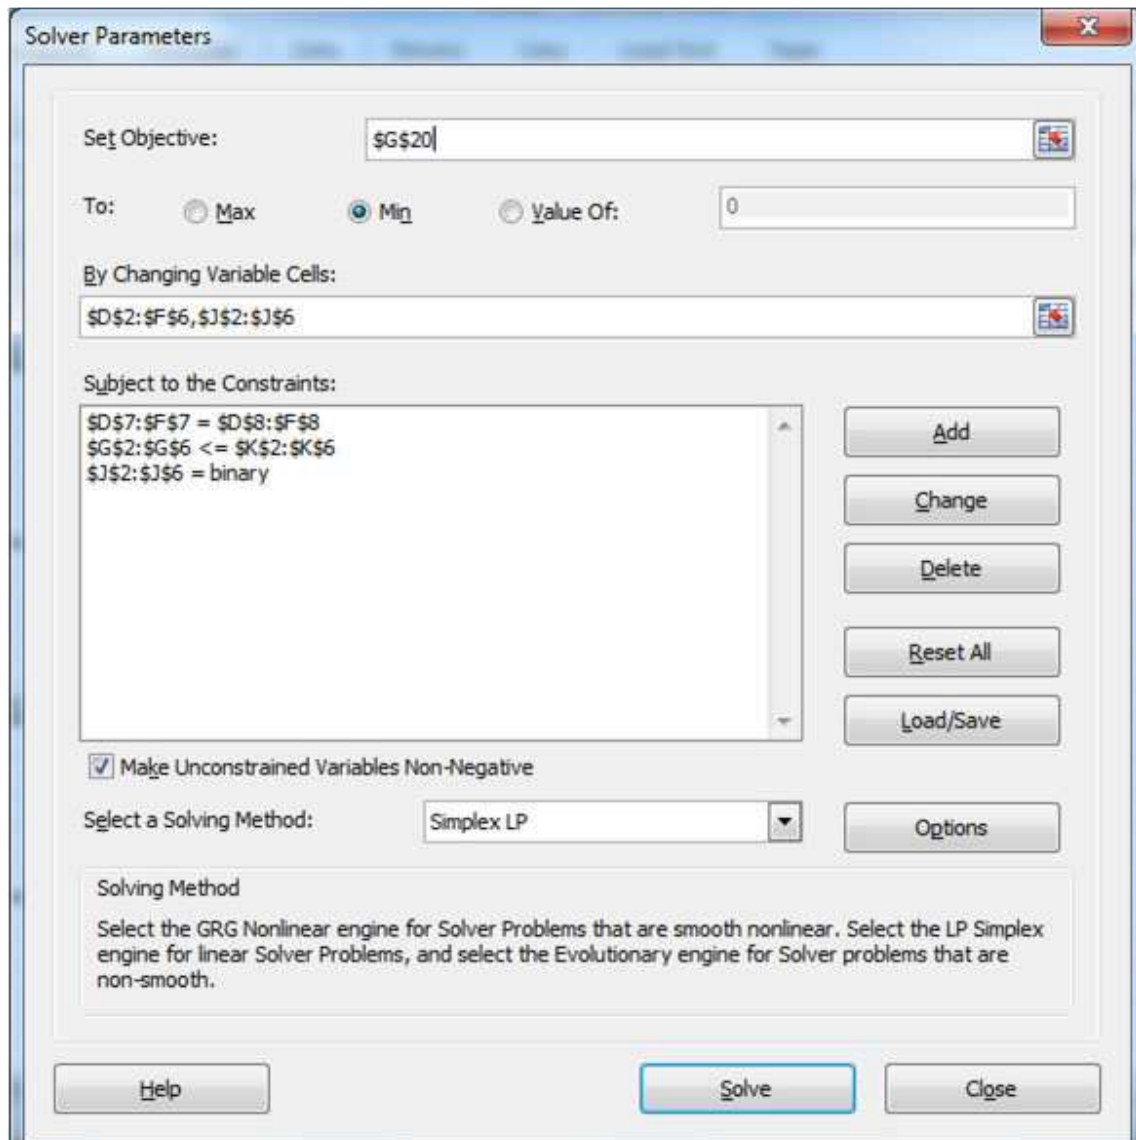 Solver Parameters
Set Objective:
$G$20
To:
Max
Min
Value Of:
0
By Changing Variable Cells:
$D$2:$F$6,$J$2:$J$6
Subject to the Constraints:
$D$7:$F$7 = $D$8:$F$8
$G$2:$G$6 <= $K$2:$K$6
$J$2:$J$6 = binary
Add
Change
Delete
Reset All
Load/Save
Make Unconstrained Variables Non-Negative
Select a Solving Method:
Simplex LP
Options
Solving Method
Select the GRG Nonlinear engine for Solver Problems that are smooth nonlinear. Select the LP Simplex
engine for linear Solver Problems, and select the Evolutionary engine for Solver problems that are
non-smooth.
Help
Solve
Close